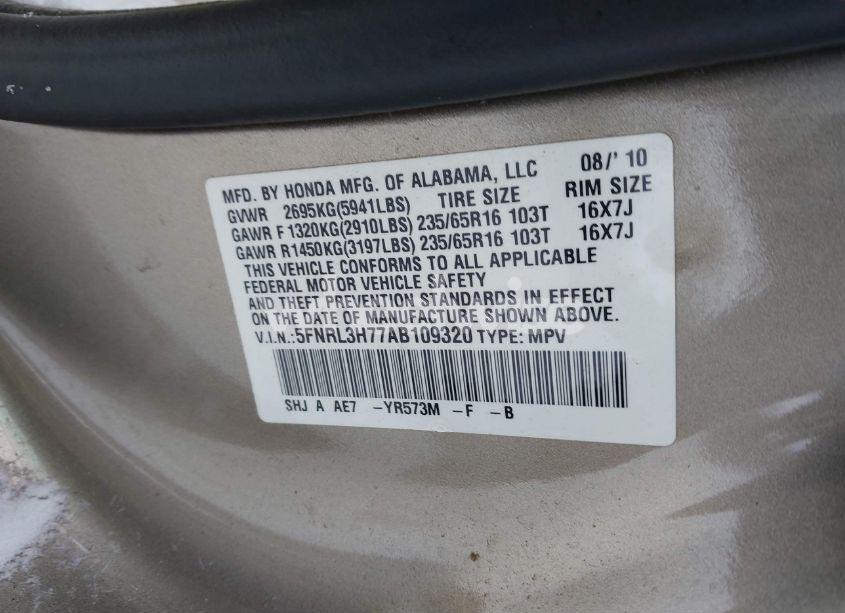 MFD. BY HONDA MFG. OF ALABAMA, LLC 08/' 10
GVWR 2695KG(5941LBS) TIRE SIZE RIM SIZE
GAWR F 1320KG(2910LBS) 235/65R16 103T 16X7J
GAWR R1450KG(3197LBS) 235/65R16 103T 16X7J
THIS VEHICLE CONFORMS TO ALL APPLICABLE
FEDERAL MOTOR VEHICLE SAFETY
AND THEFT PREVENTION STANDARDS IN EFFECT
ON THE DATE OF MANUFACTURE SHOWN ABOVE.
V.I.N.:5FNRL3H77AB109320 TYPE: MPV
SHJ A AE7 -YR573M -F -B